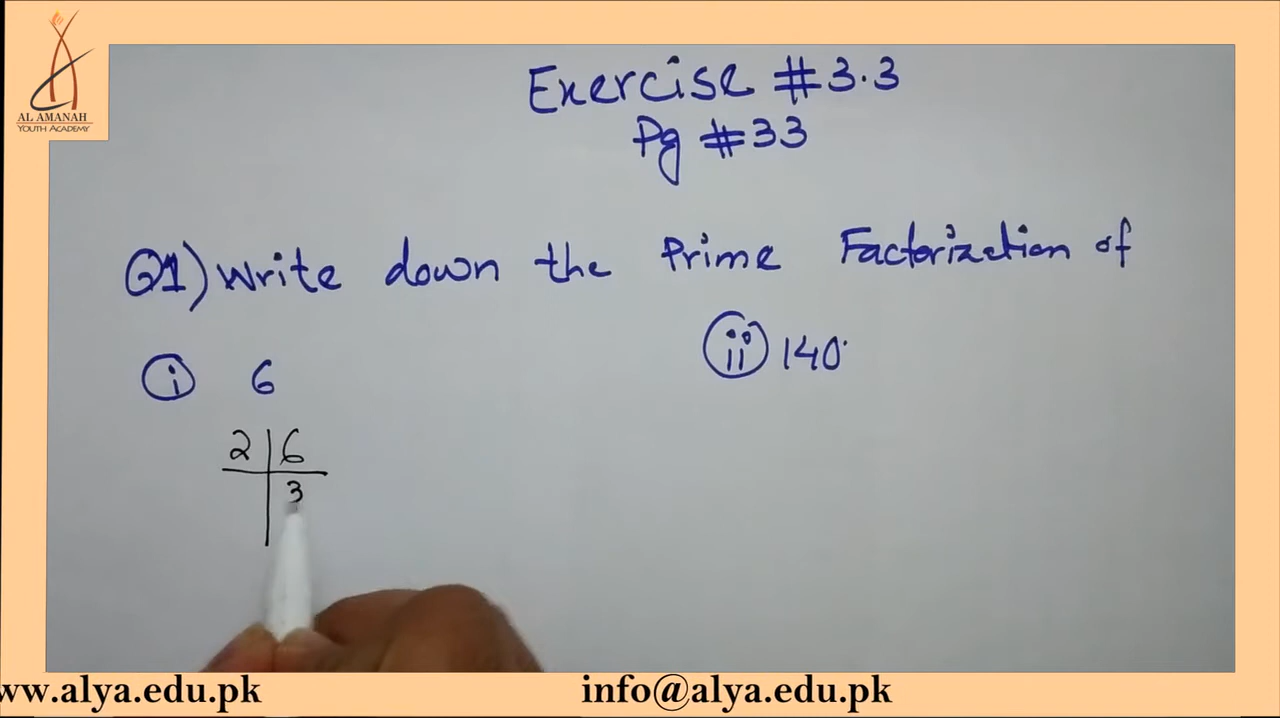 AL AMANAH
YOUTH ACADEMY
Exercise #3.3
Pg #33
Q1) Write down the Prime Factorization of
i 6
ii 140
2 6
3
ww.alya.edu.pk
info@alya.edu.pk